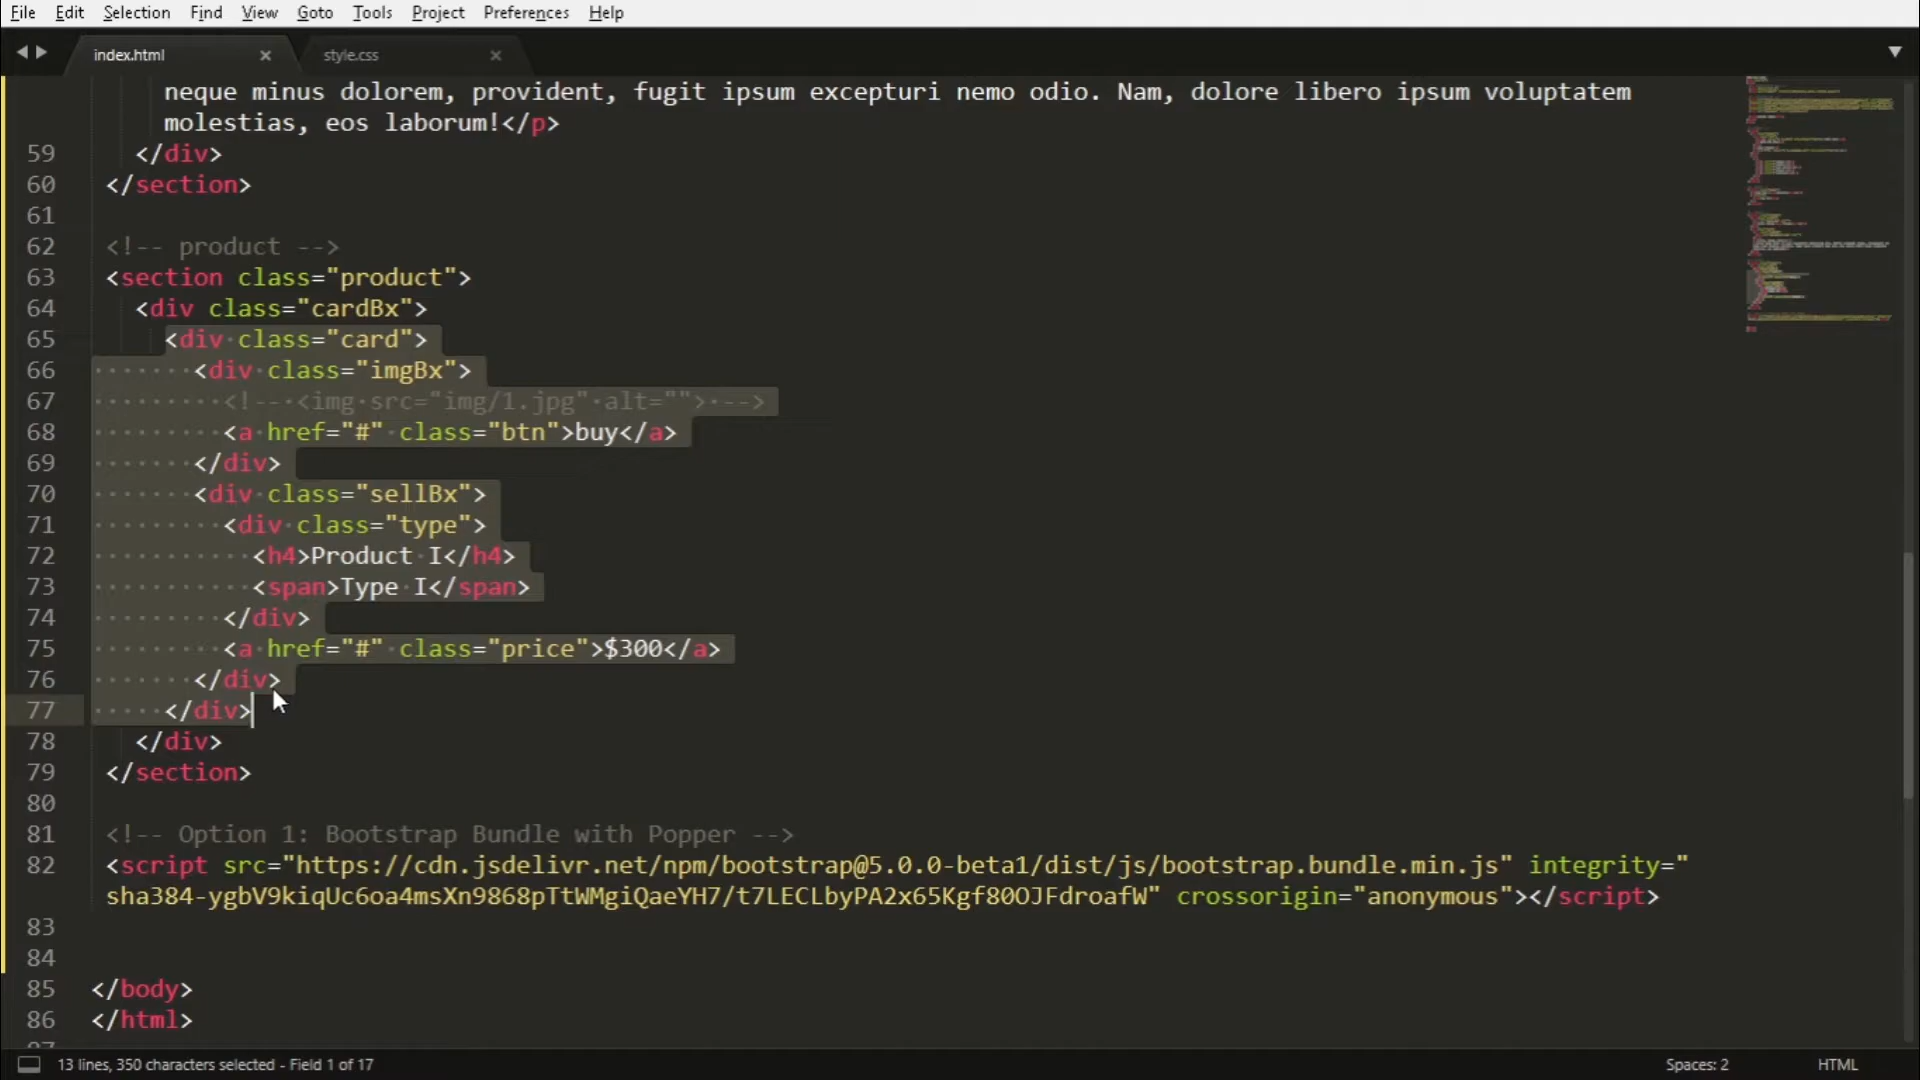 File Edit Selection Find View Goto Tools Project Preferences Help
index.html × style.css ×
neque minus dolorem, provident, fugit ipsum excepturi nemo odio. Nam, dolore libero ipsum voluptatem
molestias, eos laborum!</p>
59 </div>
60 </section>
61
62 <!-- product -->
63 <section class="product">
64 <div class="cardBx">
65 <div class="card">
66 <div class="imgBx">
67 <!-- <img src="img/1.jpg" alt=""> -->
68 <a href="#" class="btn">buy</a>
69 </div>
70 <div class="sellBx">
71 <div class="type">
72 <h4>Product I</h4>
73 <span>Type I</span>
74 </div>
75 <a href="#" class="price">$300</a>
76 </div>
77 </div>
78 </div>
79 </section>
80
81 <!-- Option 1: Bootstrap Bundle with Popper -->
82 <script src="https://cdn.jsdelivr.net/npm/bootstrap@5.0.0-beta1/dist/js/bootstrap.bundle.min.js" integrity="
sha384-ygbV9kiqUc6oa4msXn9868pTtWMgiQaeYH7/t7LECLbyPA2x65Kgf80OJFdroafW" crossorigin="anonymous"></script>
83
84
85 </body>
86 </html>
13 lines, 350 characters selected - Field 1 of 17 Spaces: 2 HTML